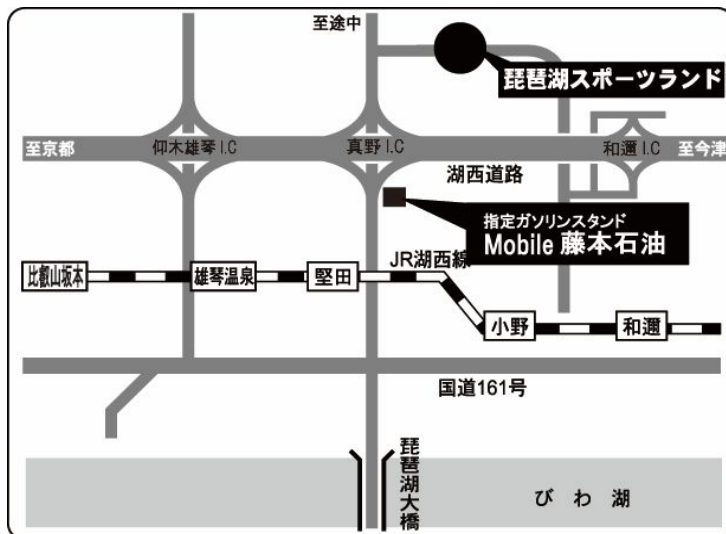 至途中
琵琶湖スポーツランド
至京都
仰木雄琴I.C
真野I.C
和邇I.C
至今津
湖西道路
指定ガソリンスタンド
Mobile 藤本石油
JR湖西線
比叡山坂本
雄琴温泉
堅田
小野
和邇
国道161号
琵琶湖大橋
びわ湖